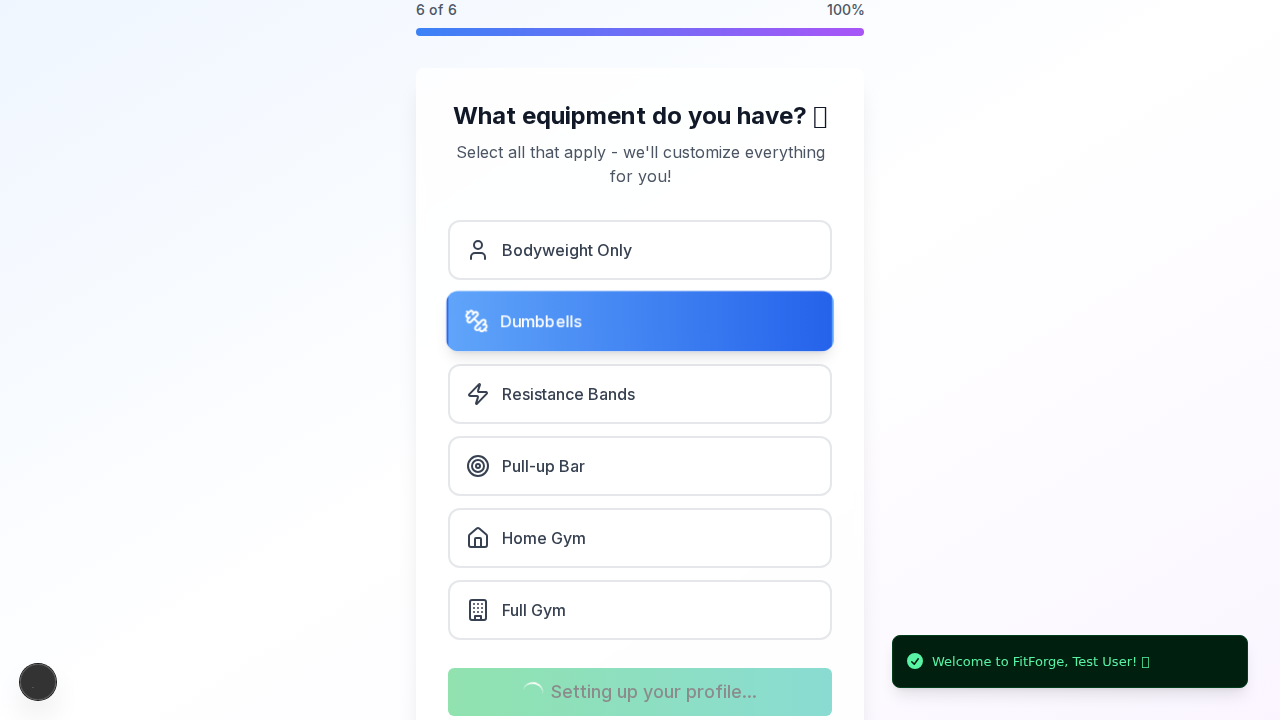 6 of 6
100%
What equipment do you have?
Select all that apply - we'll customize everything
for you!
Bodyweight Only
Dumbbells
Resistance Bands
Pull-up Bar
Home Gym
Full Gym
Setting up your profile...
Welcome to FitForge, Test User!